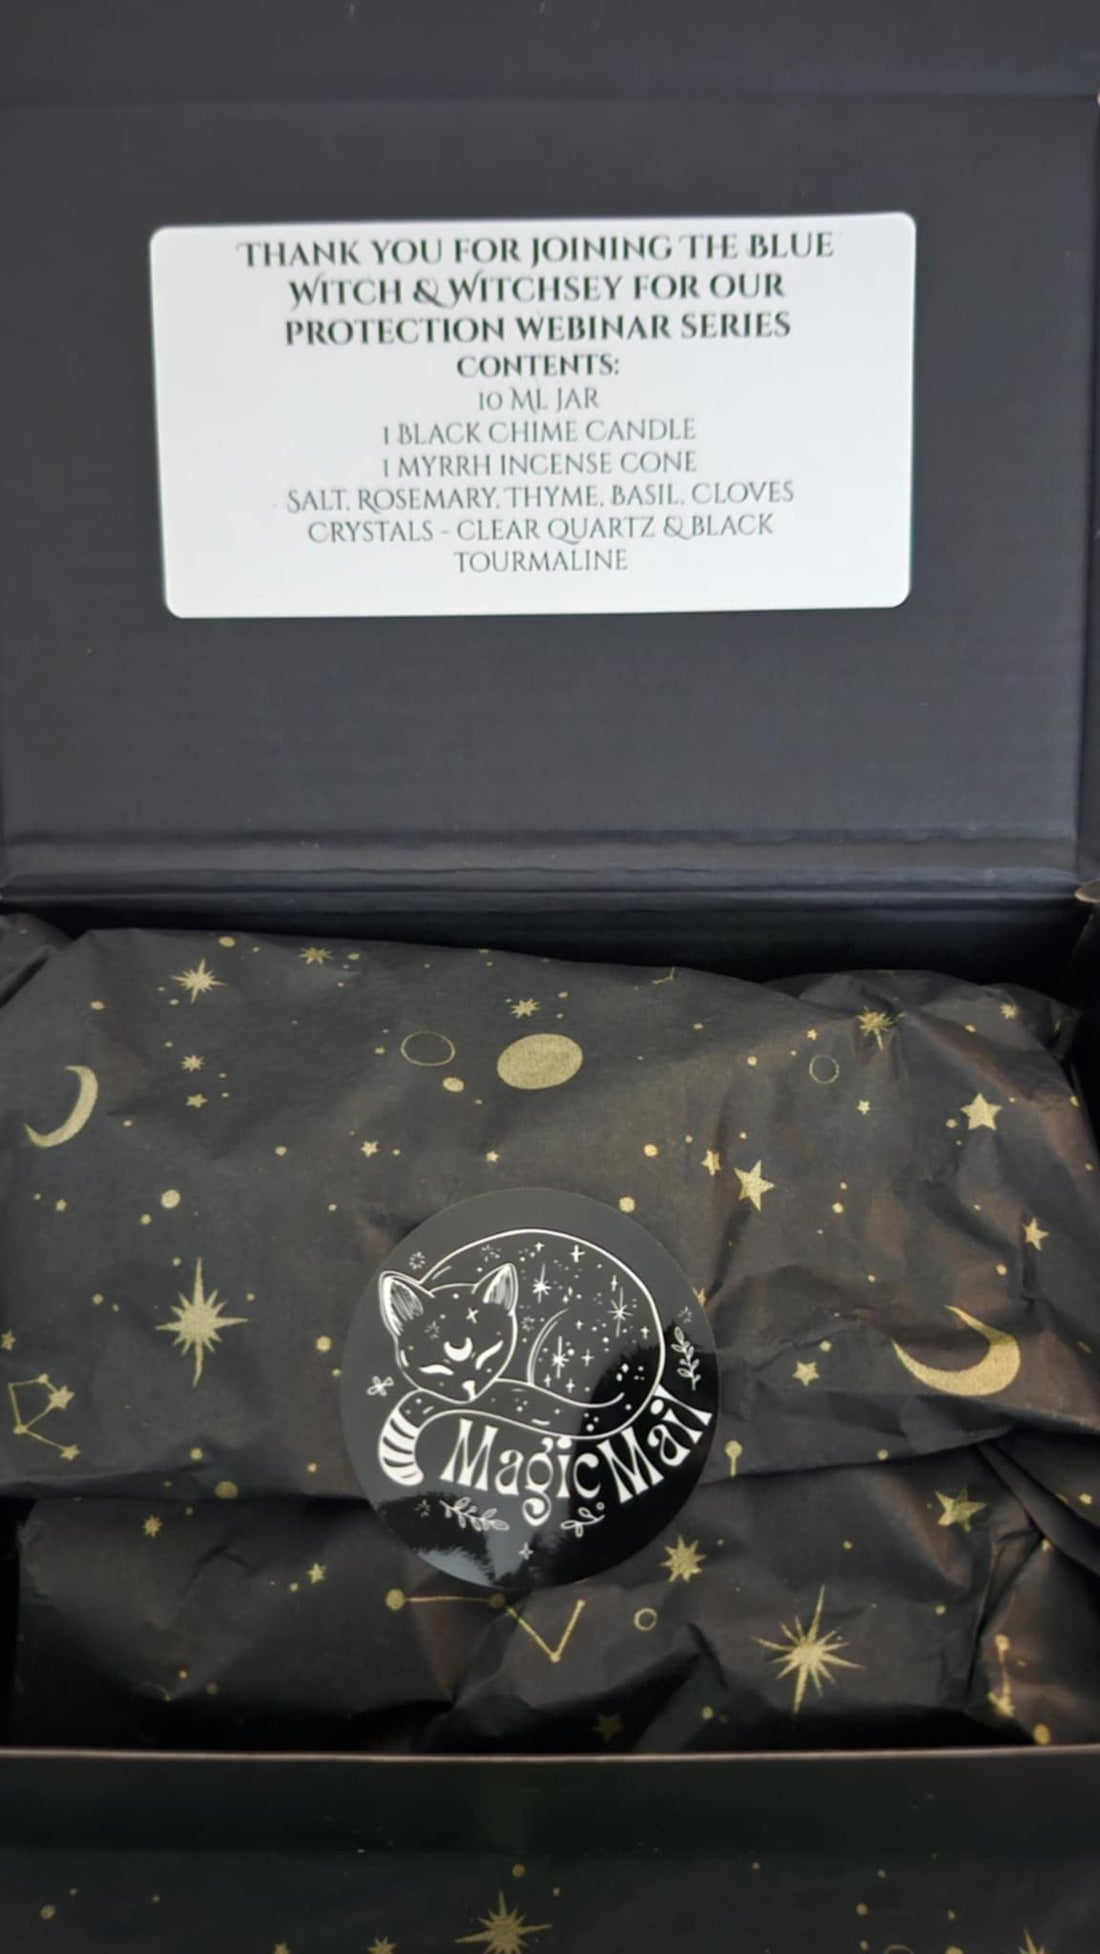 THANK YOU FOR JOINING THE BLUE
WITCH & WITCHSEY FOR OUR
PROTECTION WEBINAR SERIES
CONTENTS:
10 ML JAR
1 BLACK CHIME CANDLE
1 MYRRH INCENSE CONE
SALT, ROSEMARY, THYME, BASIL, CLOVES
CRYSTALS - CLEAR QUARTZ & BLACK
TOURMALINE
Magic Mail